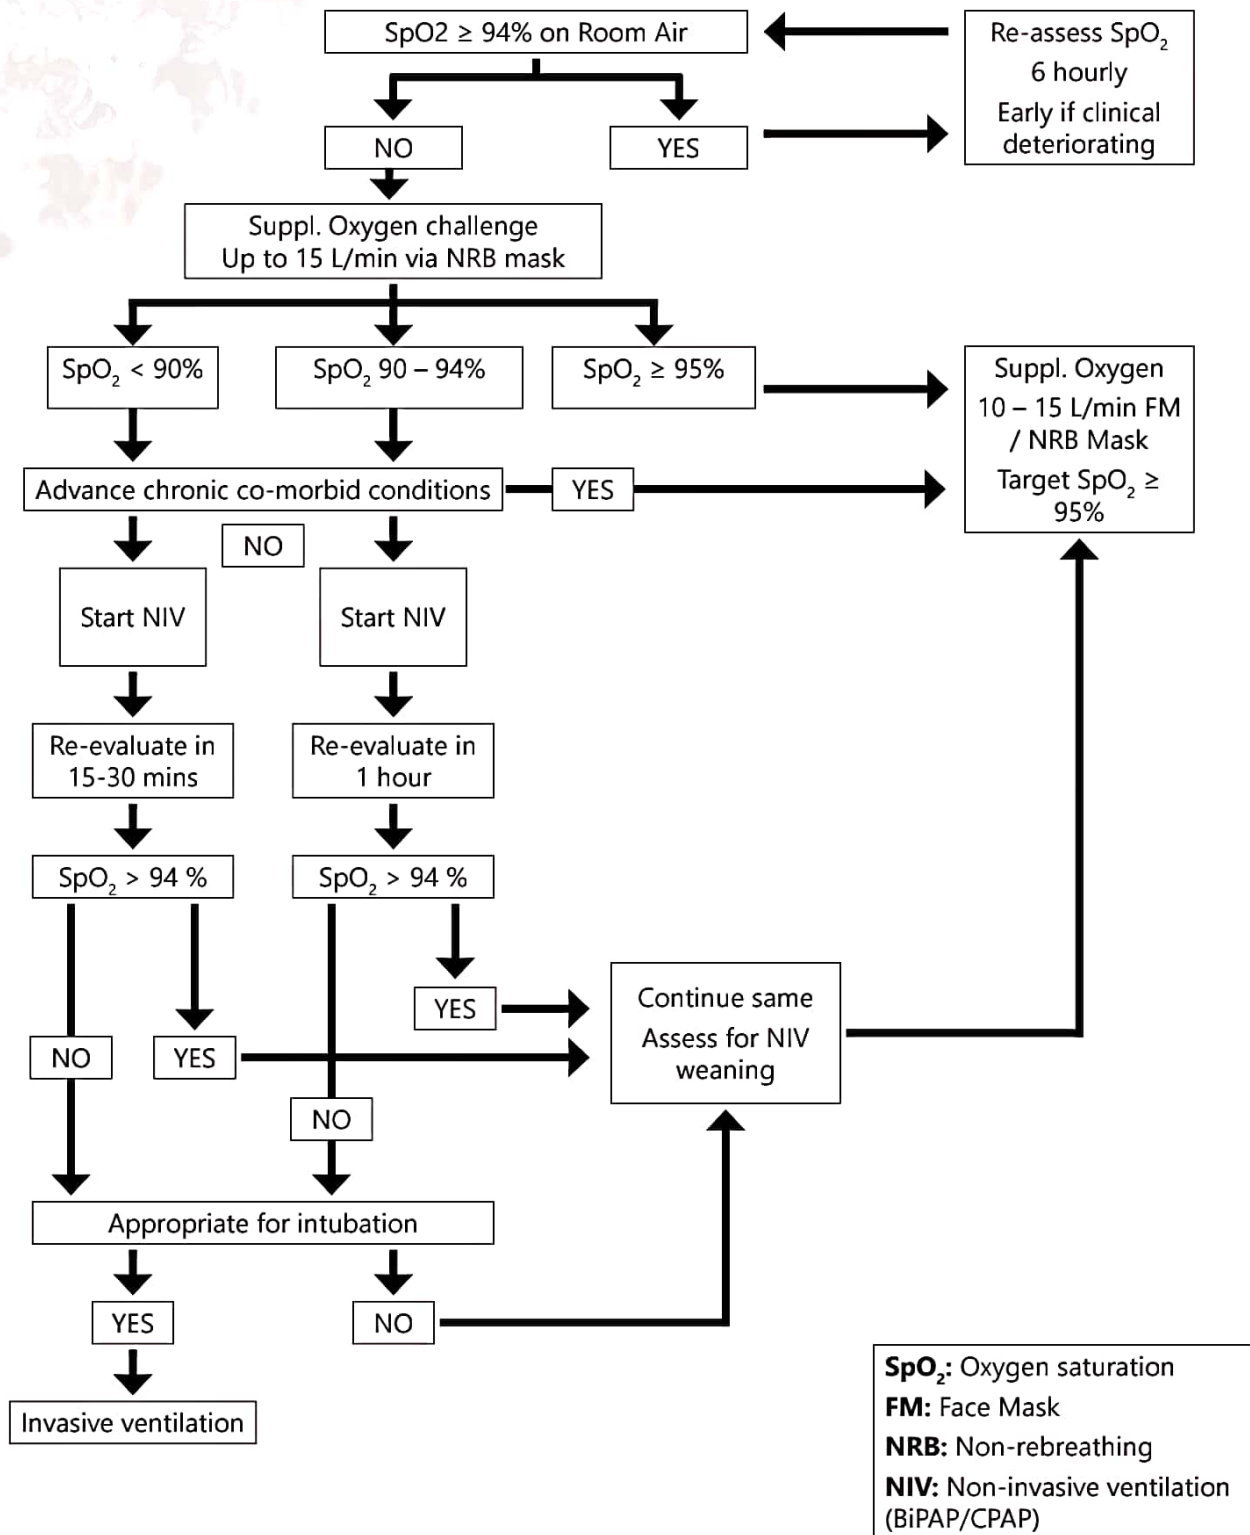 SpO2 ≥ 94% on Room Air
Re-assess SpO₂
6 hourly
Early if clinical
deteriorating
NO
YES
Suppl. Oxygen challenge
Up to 15 L/min via NRB mask
SpO₂ < 90%
SpO₂ 90 – 94%
SpO₂ ≥ 95%
Suppl. Oxygen
10 – 15 L/min FM
/ NRB Mask
Target SpO₂ ≥
95%
Advance chronic co-morbid conditions
YES
NO
Start NIV
Start NIV
Re-evaluate in
15-30 mins
Re-evaluate in
1 hour
SpO₂ > 94 %
SpO₂ > 94 %
YES
Continue same
Assess for NIV
weaning
NO
YES
NO
Appropriate for intubation
YES
NO
Invasive ventilation
SpO₂: Oxygen saturation
FM: Face Mask
NRB: Non-rebreathing
NIV: Non-invasive ventilation
(BiPAP/CPAP)